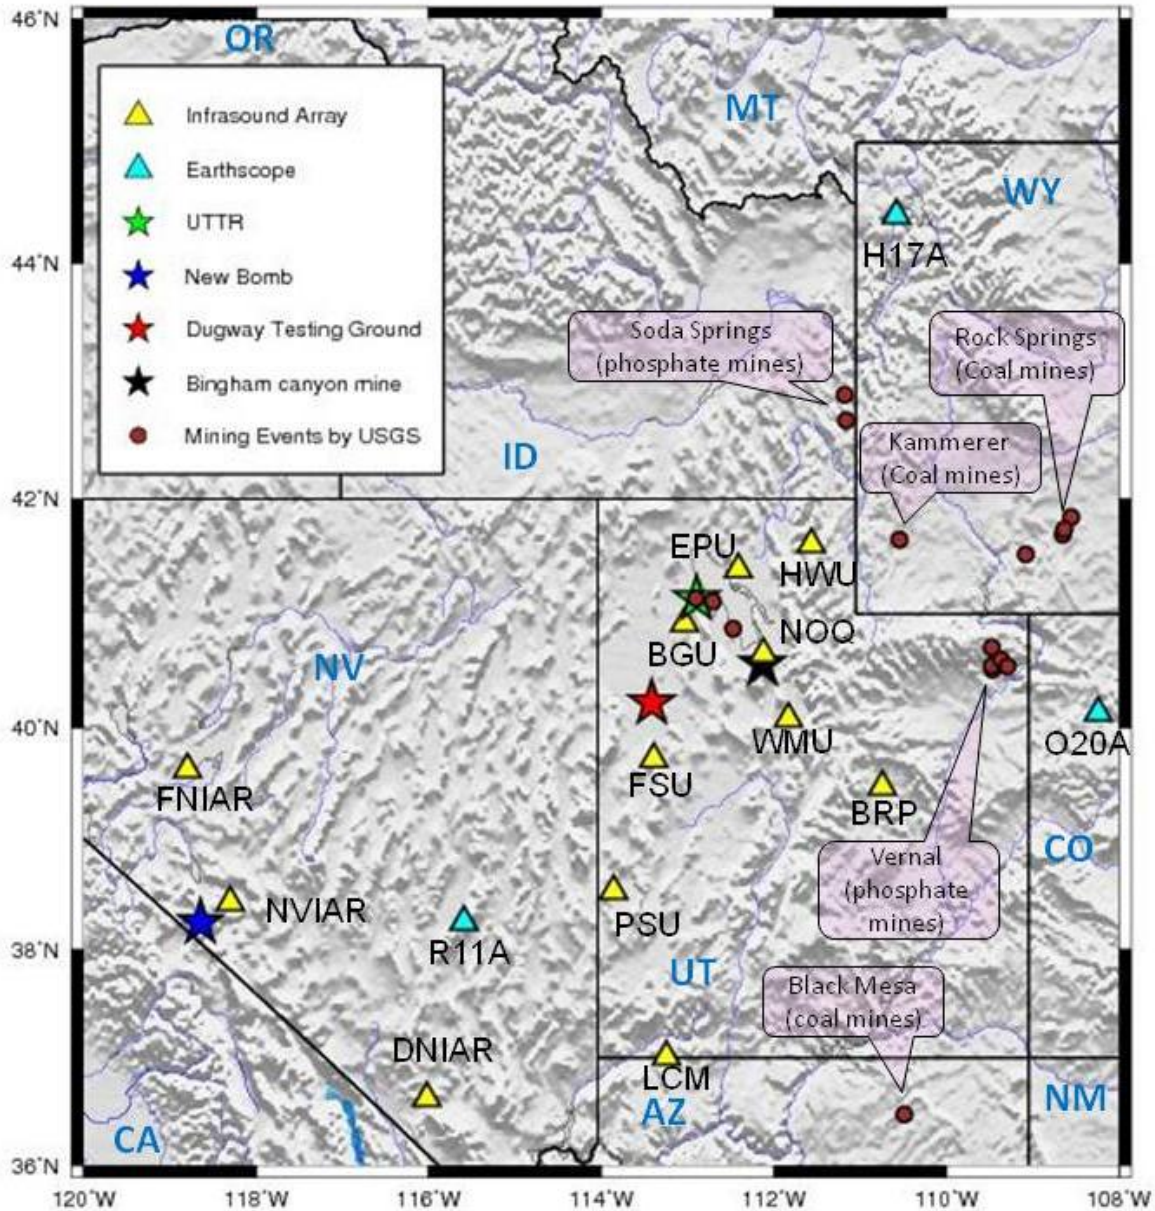 46˚N
OR
MT
Infrasound Array
Earthscope
UTTR
New Bomb
Dugway Testing Ground
Bingham canyon mine
Mining Events by USGS
WY
H17A
44˚N
Soda Springs
(phosphate mines)
Rock Springs
(Coal mines)
Kammerer
(Coal mines)
ID
42˚N
EPU
HWU
NOQ
BGU
NV
40˚N
WMU
O20A
FSU
FNIAR
BRP
CO
Vernal
(phosphate
mines)
NVIAR
PSU
R11A
38˚N
UT
Black Mesa
(coal mines)
DNIAR
LCM
AZ
NM
CA
36˚N
120˚W 118˚W 116˚W 114˚W 112˚W 110˚W 108˚W